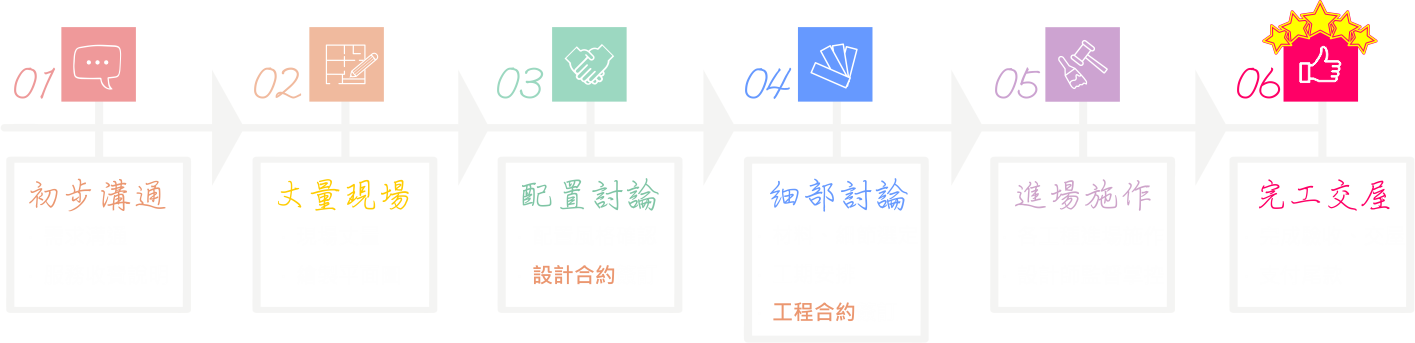 01
初步溝通
02
丈量現場
03
配置討論
設計合約
04
細部討論
工程合約
05
進場施作
06
完工交屋